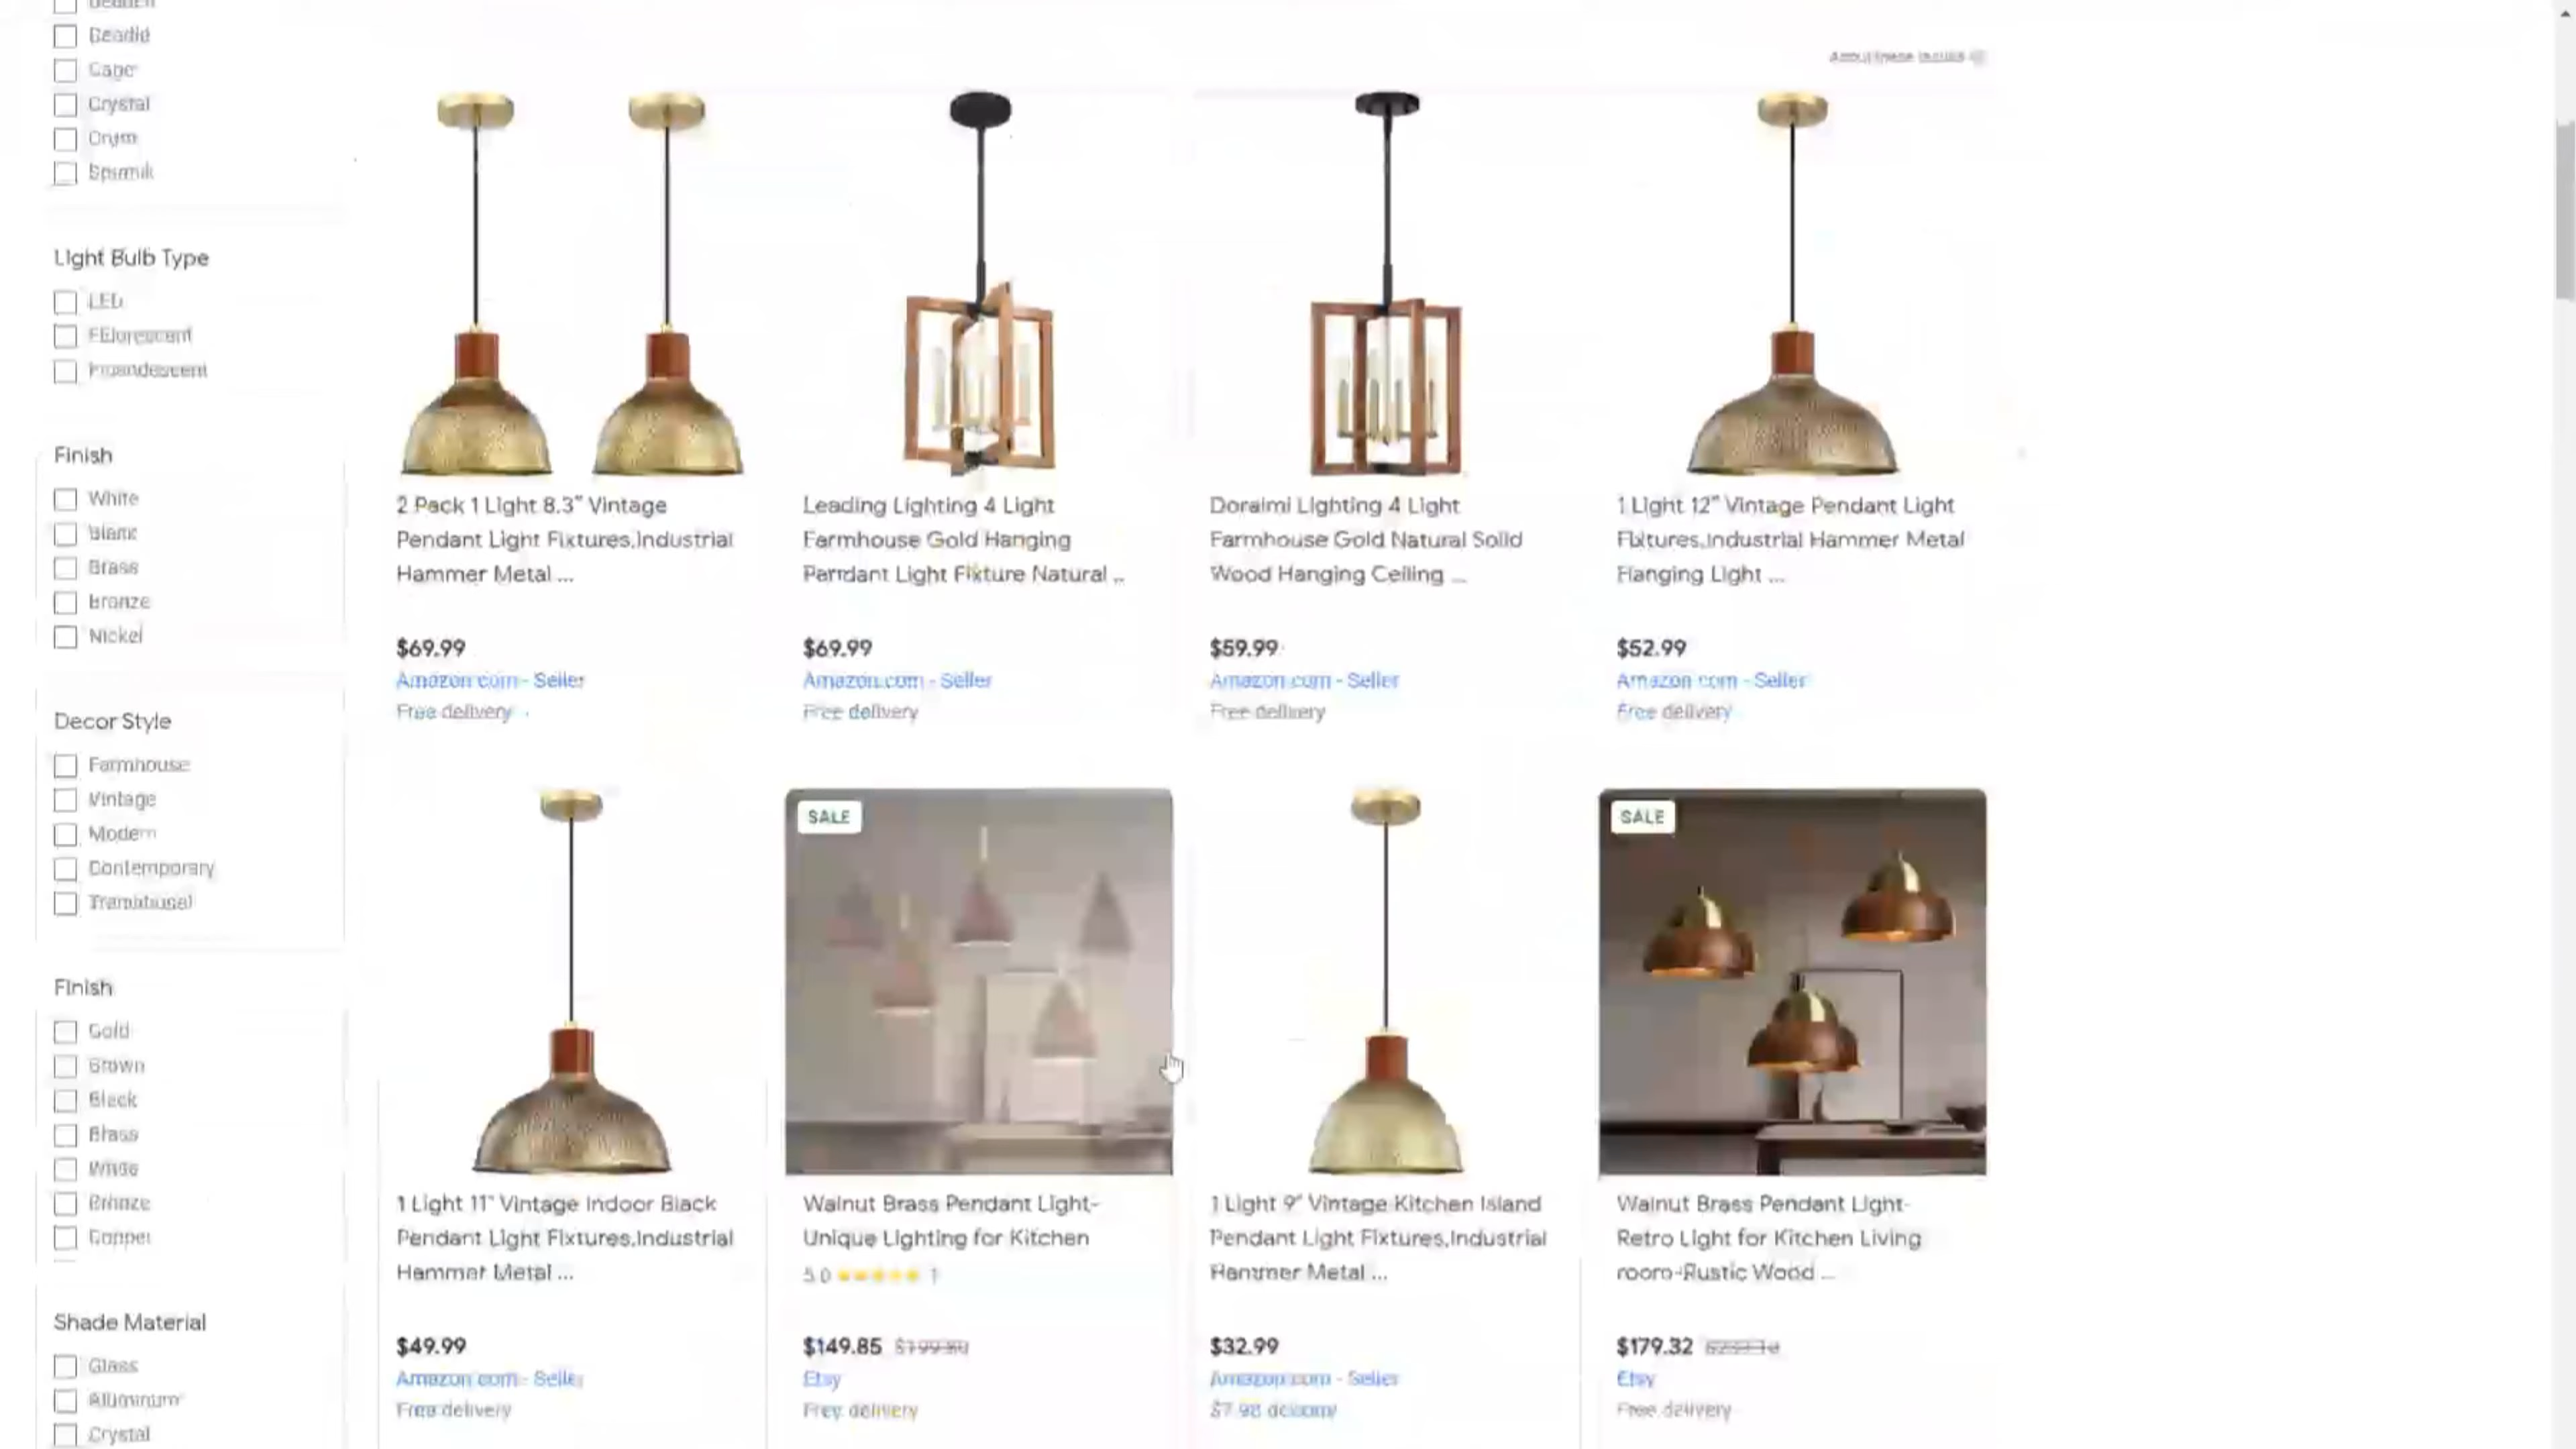 Crystal
Light Bulb Type
LED
Finish
White
Brass
Bronze
Nickel
Decor Style
Farmhouse
Vintage
Modern
Contemporary
Finish
Gold
Brown
Black
Brass
White
Bronze
Shade Material
Glass
Aluminum
Crystal
2 Pack 1 Light 8.3" Vintage
Pendant Light Fixtures,Industrial
Hammer Metal ...
$69.99
Amazon.com - Seller
Free delivery
Leading Lighting 4 Light
Farmhouse Gold Hanging
Light Fixture Natural ...
$69.99
Amazon.com - Seller
Free delivery
Doraimi Lighting 4 Light
Farmhouse Gold Natural Solid
Wood Hanging Ceiling ...
$59.99
Amazon.com - Seller
Free delivery
1 Light 12" Vintage Pendant Light
Industrial Hammer Metal
Hanging Light ...
$52.99
Amazon.com - Seller
Free delivery
1 Light 11" Vintage Indoor Black
Pendant Light Fixtures,Industrial
Metal ...
$49.99
Amazon.com - Seller
Free delivery
SALE
Walnut Brass Pendant Light-
Unique Lighting for Kitchen
5.0
$149.85
Etsy
delivery
1 Light 9" Vintage Kitchen Island
Pendant Light Fixtures,Industrial
Metal ...
$32.99
Amazon.com - Seller
$7.98
SALE
Walnut Brass Pendant Light-
Retro Light for Kitchen Living
room-Rustic Wood ...
$179.32
Etsy
Free delivery